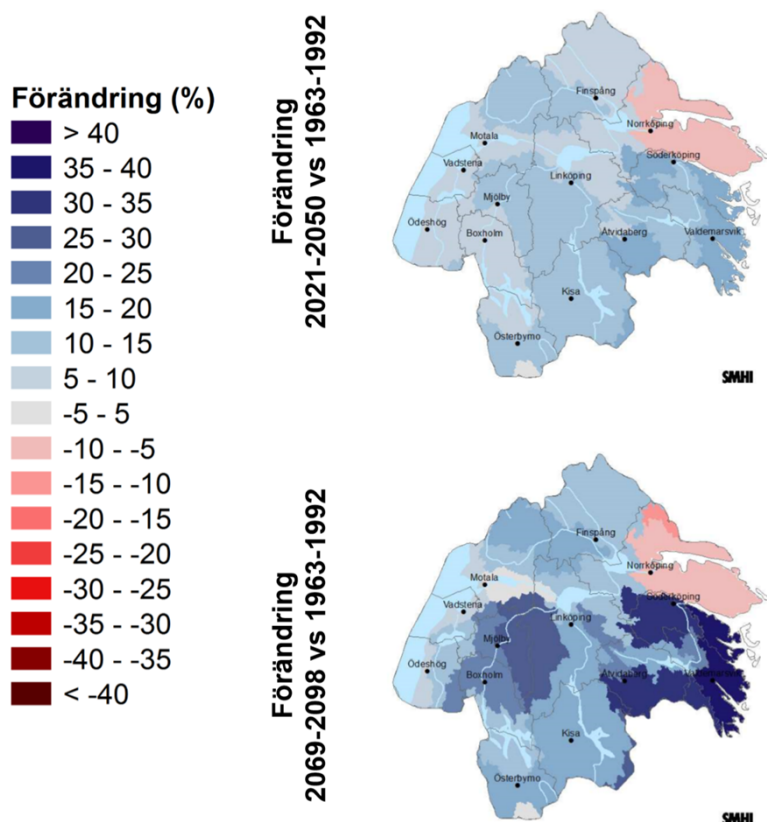 Förändring (%)
> 40
35 - 40
30 - 35
25 - 30
20 - 25
15 - 20
10 - 15
5 - 10
-5 - 5
-10 - -5
-15 - -10
-20 - -15
-25 - -20
-30 - -25
-35 - -30
-40 - -35
< -40
Förändring
2021-2050 vs 1963-1992
Finspång
Norrköping
Motala
Söderköping
Vadstena
Linköping
Mjölby
Ödeshög
Boxholm
Åtvidaberg
Valdemarsvik
Kisa
Österbymo
SMHI
Förändring
2069-2098 vs 1963-1992
Finspång
Norrköping
Motala
Söderköping
Vadstena
Linköping
Mjölby
Ödeshög
Boxholm
Åtvidaberg
Valdemarsvik
Kisa
Österbymo
SMHI